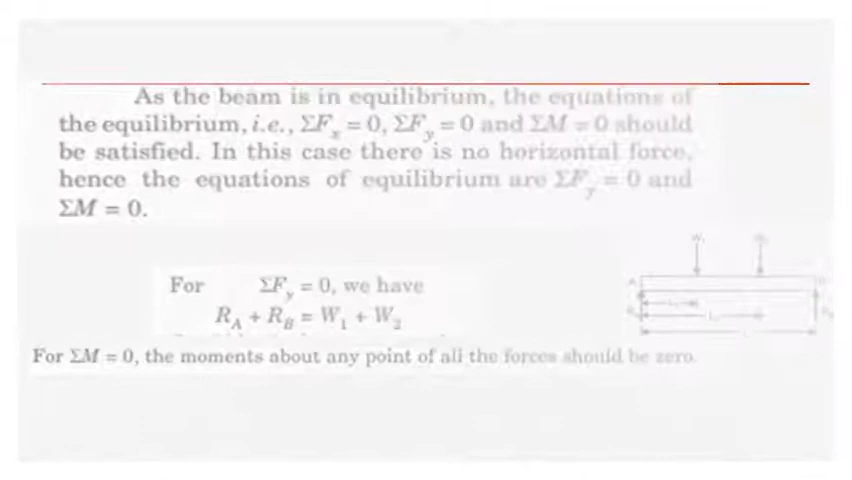 As the beam is in equilibrium, the equations of
the equilibrium, i.e., ΣFx = 0, ΣFy = 0 and ΣM = 0 should
be satisfied. In this case there is no horizontal force,
hence the equations of equilibrium are ΣFy = 0 and
ΣM = 0.
For ΣFy = 0, we have
RA + RB = W1 + W2
For ΣM = 0, the moments about any point of all the forces should be zero.